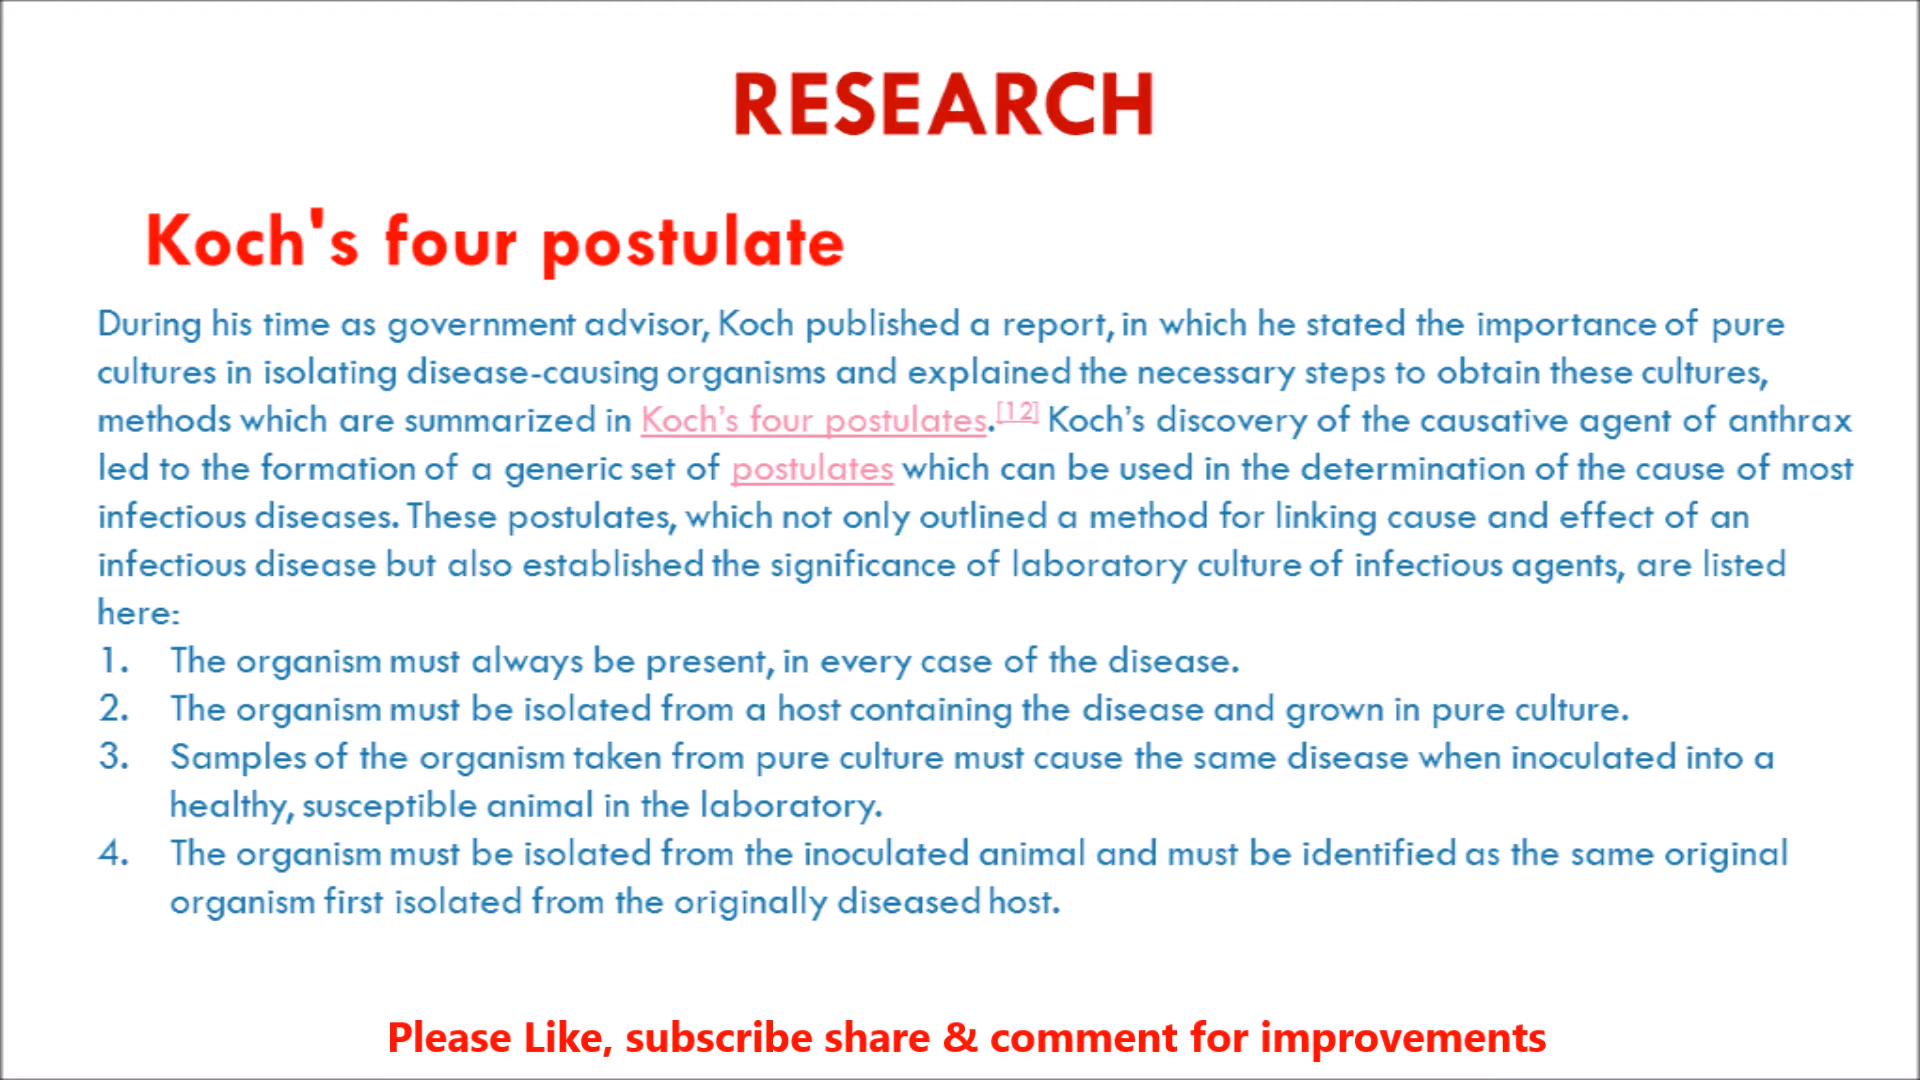 RESEARCH
Koch's four postulate
During his time as government advisor, Koch published a report, in which he stated the importance of pure
cultures in isolating disease-causing organisms and explained the necessary steps to obtain these cultures,
methods which are summarized in Koch’s four postulates.[12] Koch’s discovery of the causative agent of anthrax
led to the formation of a generic set of postulates which can be used in the determination of the cause of most
infectious diseases. These postulates, which not only outlined a method for linking cause and effect of an
infectious disease but also established the significance of laboratory culture of infectious agents, are listed
here:
1. The organism must always be present, in every case of the disease.
2. The organism must be isolated from a host containing the disease and grown in pure culture.
3. Samples of the organism taken from pure culture must cause the same disease when inoculated into a
healthy, susceptible animal in the laboratory.
4. The organism must be isolated from the inoculated animal and must be identified as the same original
organism first isolated from the originally diseased host.
Please Like, subscribe share & comment for improvements